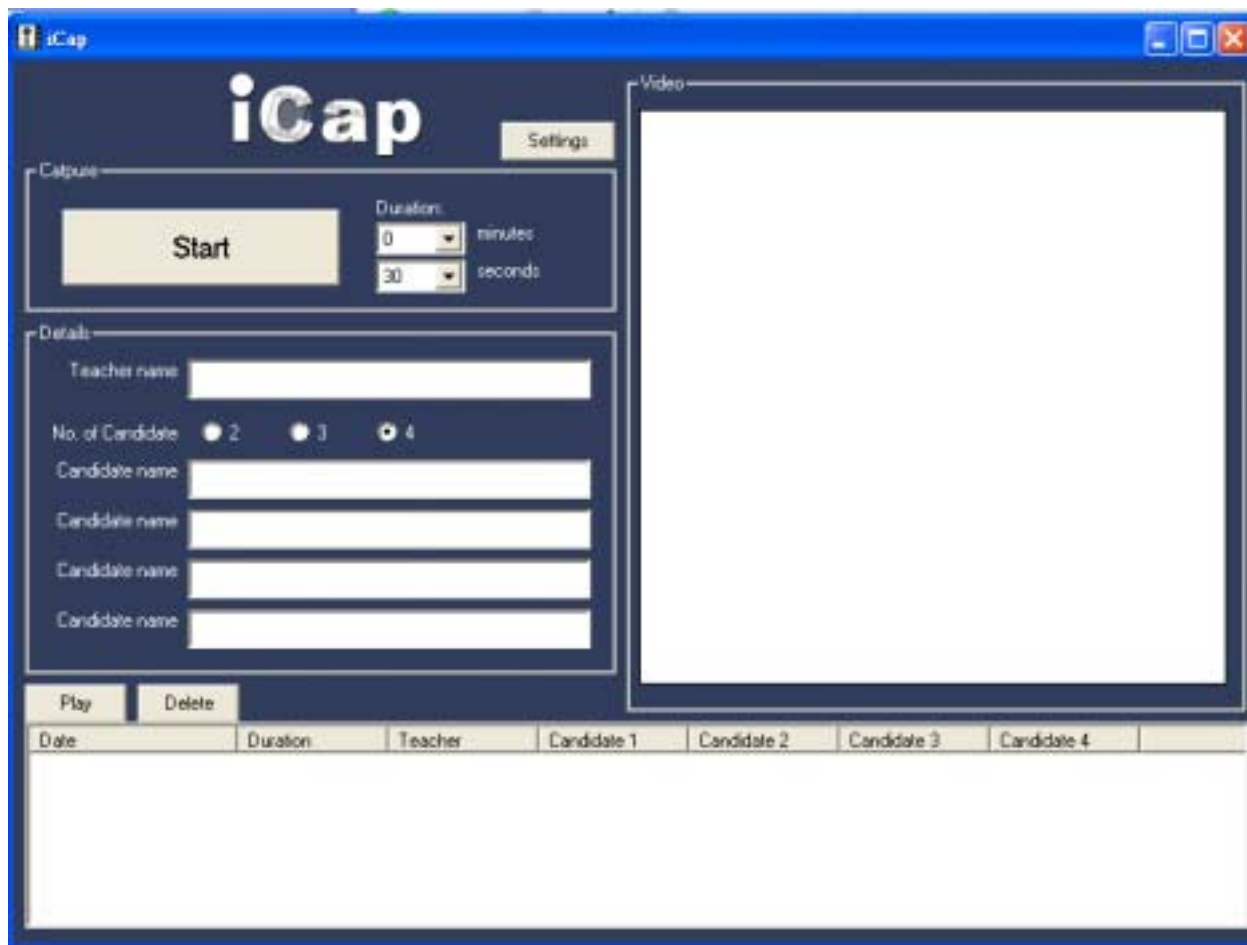 iCap
iCap
Settings
Video
Catpure
Start
Duration:
0 minutes
30 seconds
Details
Teacher name
No. of Candidate 2 3 4
Candidate name
Candidate name
Candidate name
Candidate name
Play Delete
Date Duration Teacher Candidate 1 Candidate 2 Candidate 3 Candidate 4